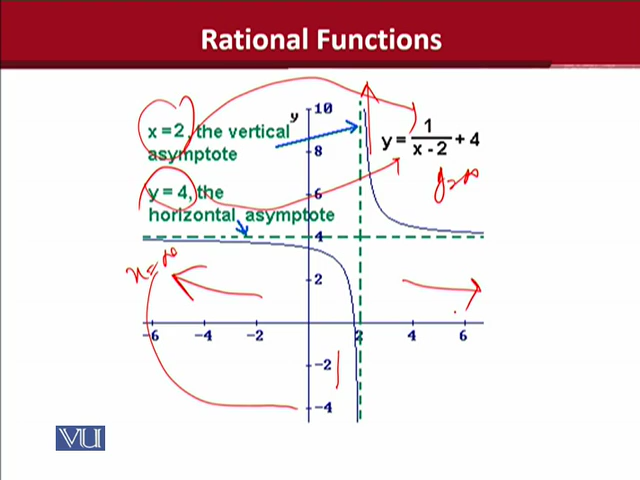 Rational Functions
x = 2, the vertical
asymptote
y = 4, the
horizontal asymptote
y
y = 1/(x - 2) + 4
y=∞
x=∞
10
8
6
4
2
-2
-4
-6 -4 -2 2 4 6
VU